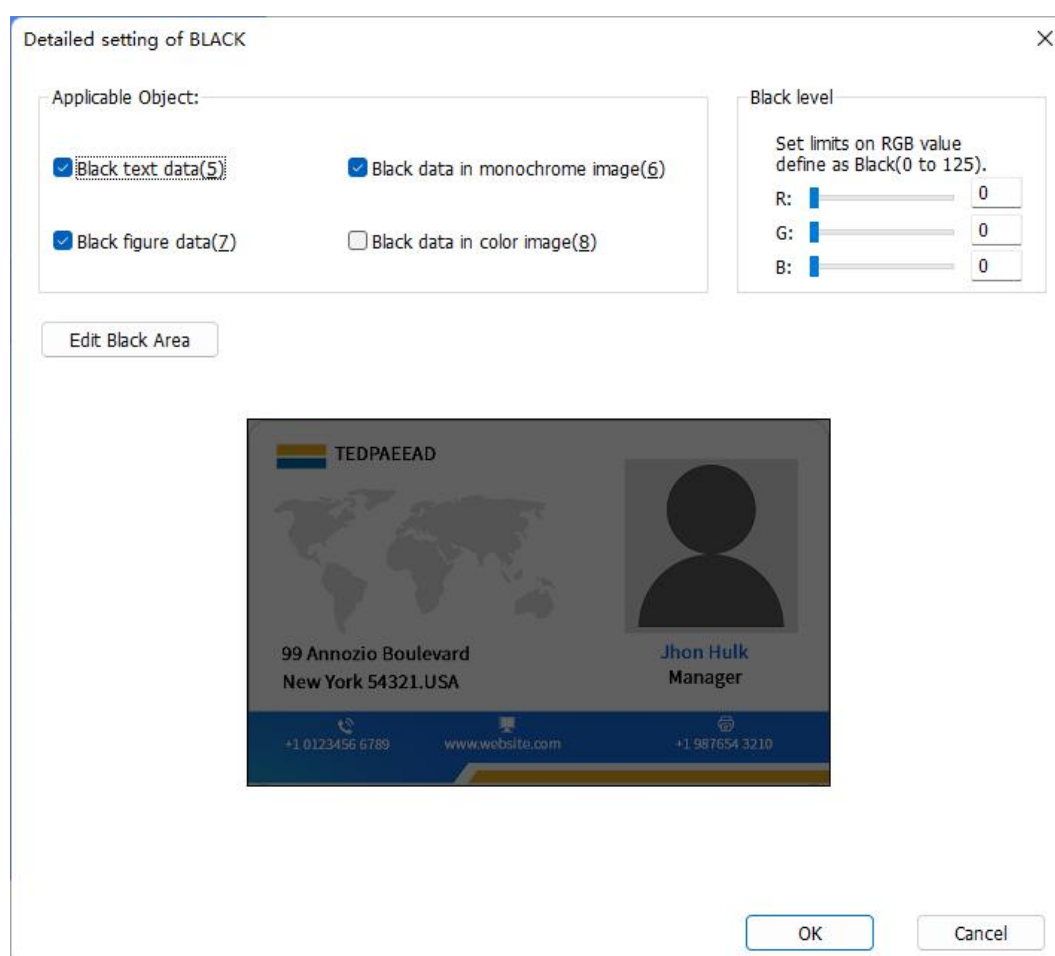 Detailed setting of BLACK
Applicable Object:
Black text data(5)
Black data in monochrome image(6)
Black figure data(7)
Black data in color image(8)
Black level
Set limits on RGB value
define as Black(0 to 125).
R: 0
G: 0
B: 0
Edit Black Area
TEDPAEEAD
99 Annozio Boulevard
New York 54321.USA
Jhon Hulk
Manager
+1 0123456 6789
www.website.com
+1 987654 3210
OK
Cancel